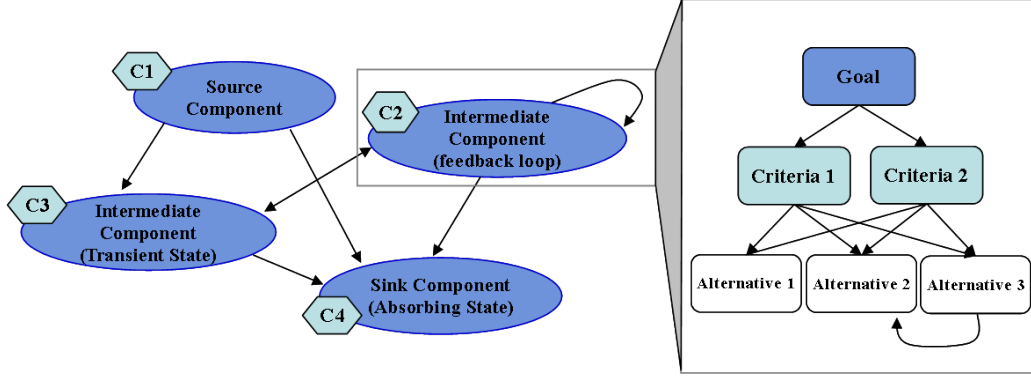 C1
Source
Component
C2
Intermediate
Component
(feedback loop)
C3
Intermediate
Component
(Transient State)
Sink Component
(Absorbing State)
C4
Goal
Criteria 1
Criteria 2
Alternative 1
Alternative 2
Alternative 3